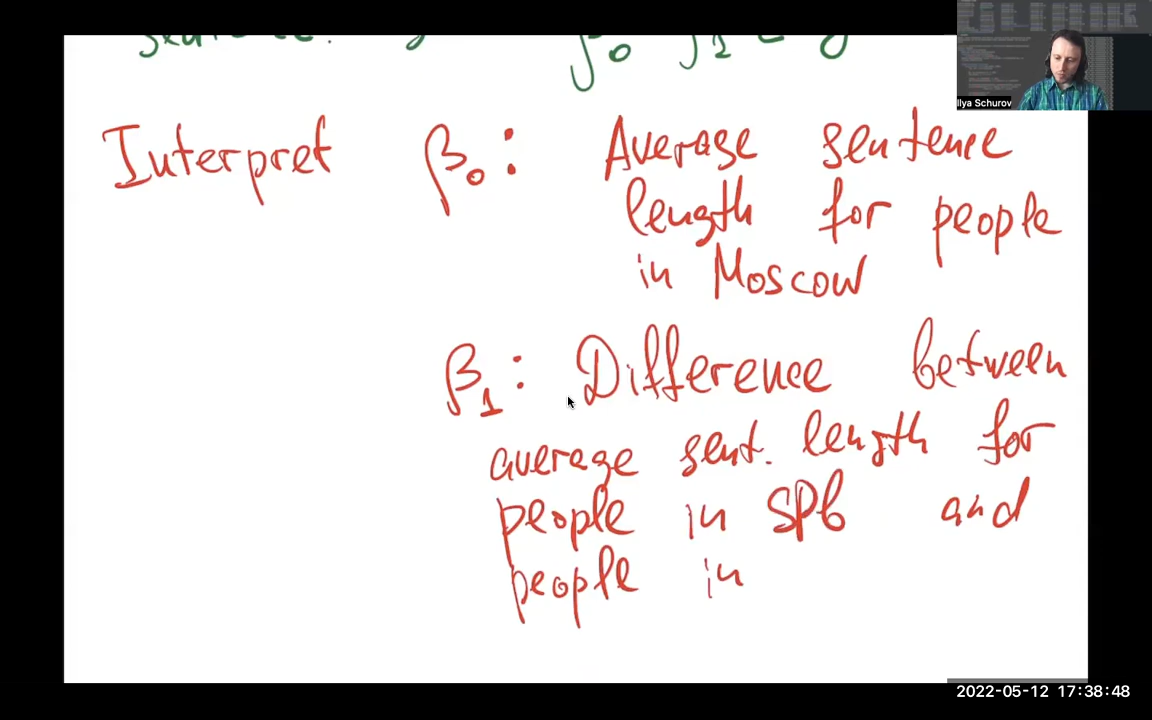 Ilya Schurov
Interpret β₀: Average sentence
length for people
in Moscow
β₁: Difference between
average sent. length for
people in SPb and
people in
2022-05-12 17:38:48